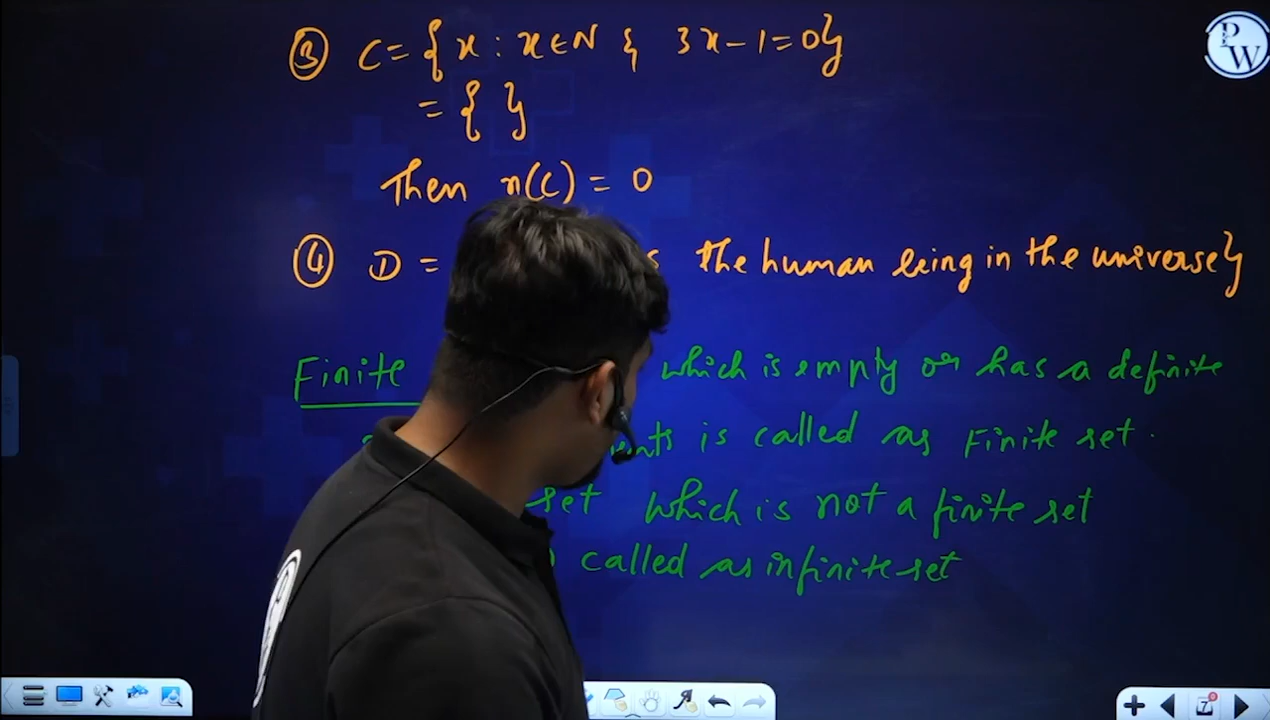 PW
③ C = { x : x ∈ N & 3x - 1 = 0 }
= { }
Then n(C) = 0
④ D = the human being in the universe }
Finite which is empty or has a definite
is called as Finite set.
set which is not a finite set
called as infinite set